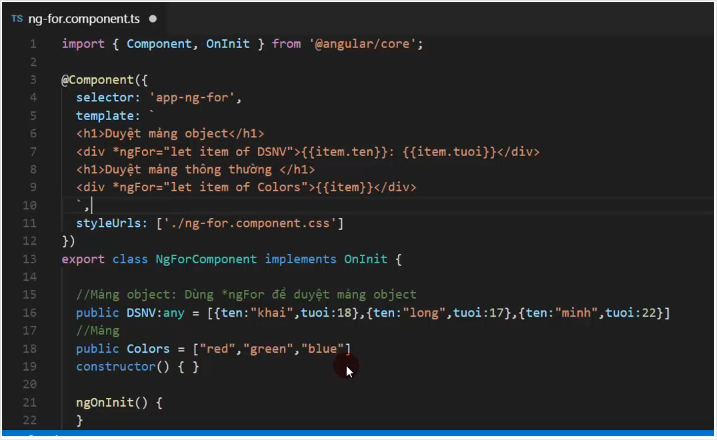 TS ng-for.component.ts
1 import { Component, OnInit } from '@angular/core';
2
3 @Component({
4 selector: 'app-ng-for',
5 template: `
6 <h1>Duyệt mảng object</h1>
7 <div *ngFor="let item of DSNV">{{item.ten}}: {{item.tuoi}}</div>
8 <h1>Duyệt mảng thông thường </h1>
9 <div *ngFor="let item of Colors">{{item}}</div>
10 `,
11 styleUrls: ['./ng-for.component.css']
12 })
13 export class NgForComponent implements OnInit {
14
15 //Mảng object: Dùng *ngFor để duyệt mảng object
16 public DSNV:any = [{ten:"khai",tuoi:18},{ten:"long",tuoi:17},{ten:"minh",tuoi:22}]
17 //Mảng
18 public Colors = ["red","green","blue"]
19 constructor() { }
20
21 ngOnInit() {
22 }